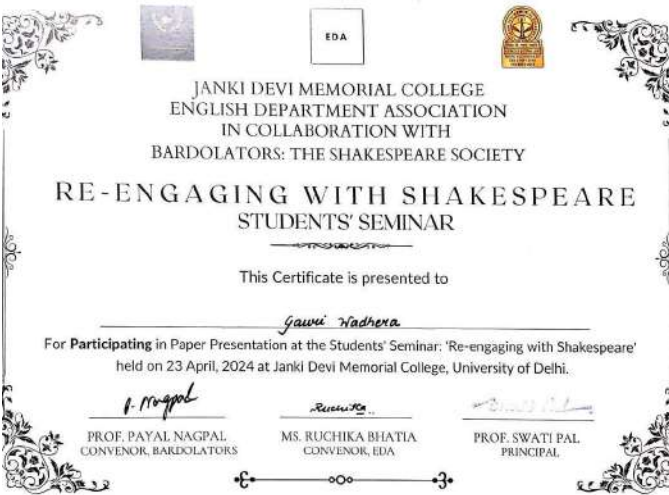 EDA
JANKI DEVI MEMORIAL COLLEGE
ENGLISH DEPARTMENT ASSOCIATION
IN COLLABORATION WITH
BARDOLATORS: THE SHAKESPEARE SOCIETY
RE-ENGAGING WITH SHAKESPEARE
STUDENTS' SEMINAR
This Certificate is presented to
Gauri Wadhera
For Participating in Paper Presentation at the Students' Seminar: 'Re-engaging with Shakespeare'
held on 23 April, 2024 at Janki Devi Memorial College, University of Delhi.
P. Nagpal
Ruchika
PROF. PAYAL NAGPAL
CONVENOR, BARDOLATORS
MS. RUCHIKA BHATIA
CONVENOR, EDA
PROF. SWATI PAL
PRINCIPAL